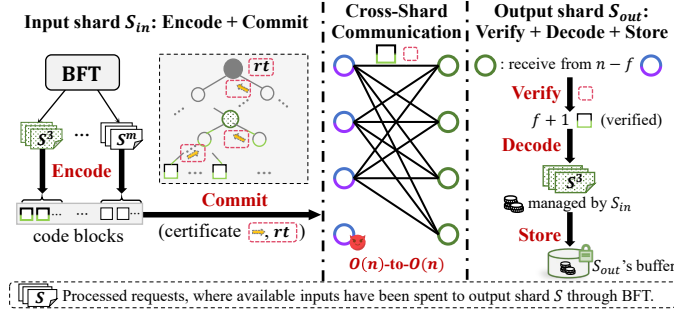 Input shard S_in: Encode + Commit
BFT
S^3 ... S^m
Encode
code blocks
rt
Commit
(certificate , rt )
Cross-Shard
Communication
O(n)-to-O(n)
Output shard S_out:
Verify + Decode + Store
: receive from n − f
Verify
f + 1 (verified)
Decode
S^3
managed by S_in
Store
S_out's buffer
S Processed requests, where available inputs have been spent to output shard S through BFT.